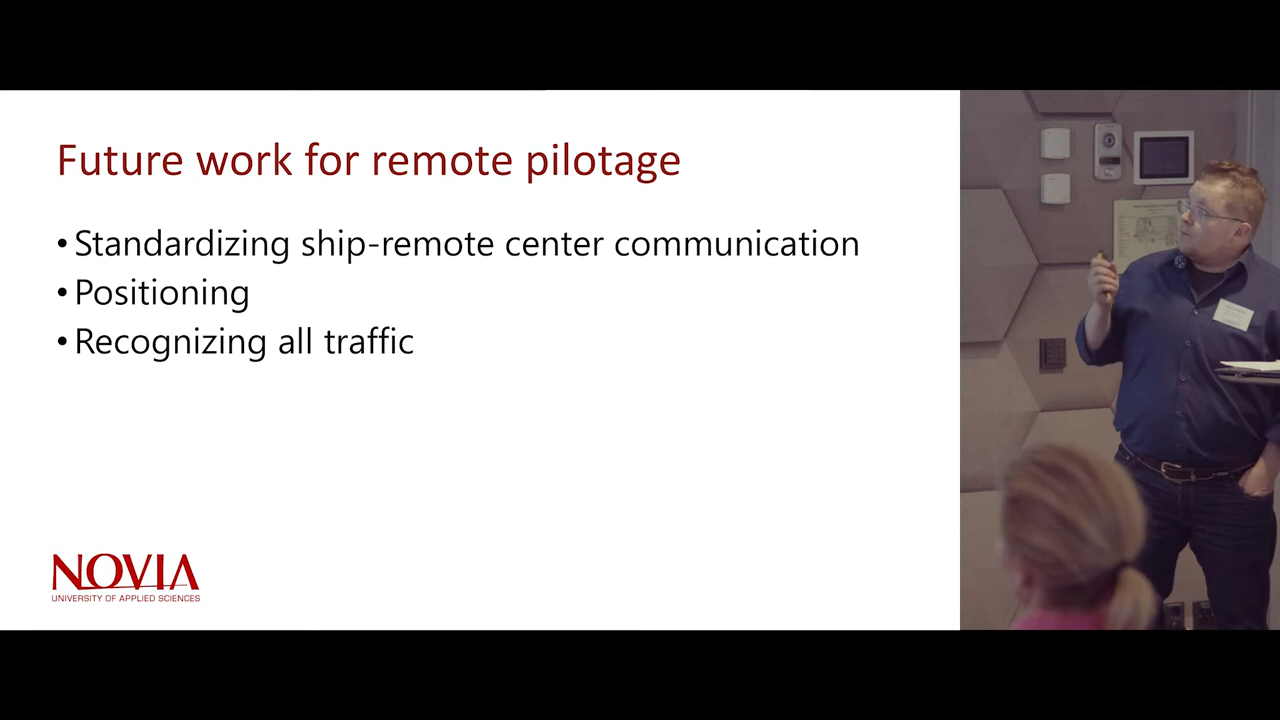 Future work for remote pilotage
• Standardizing ship-remote center communication
• Positioning
• Recognizing all traffic
NOVIA
UNIVERSITY OF APPLIED SCIENCES